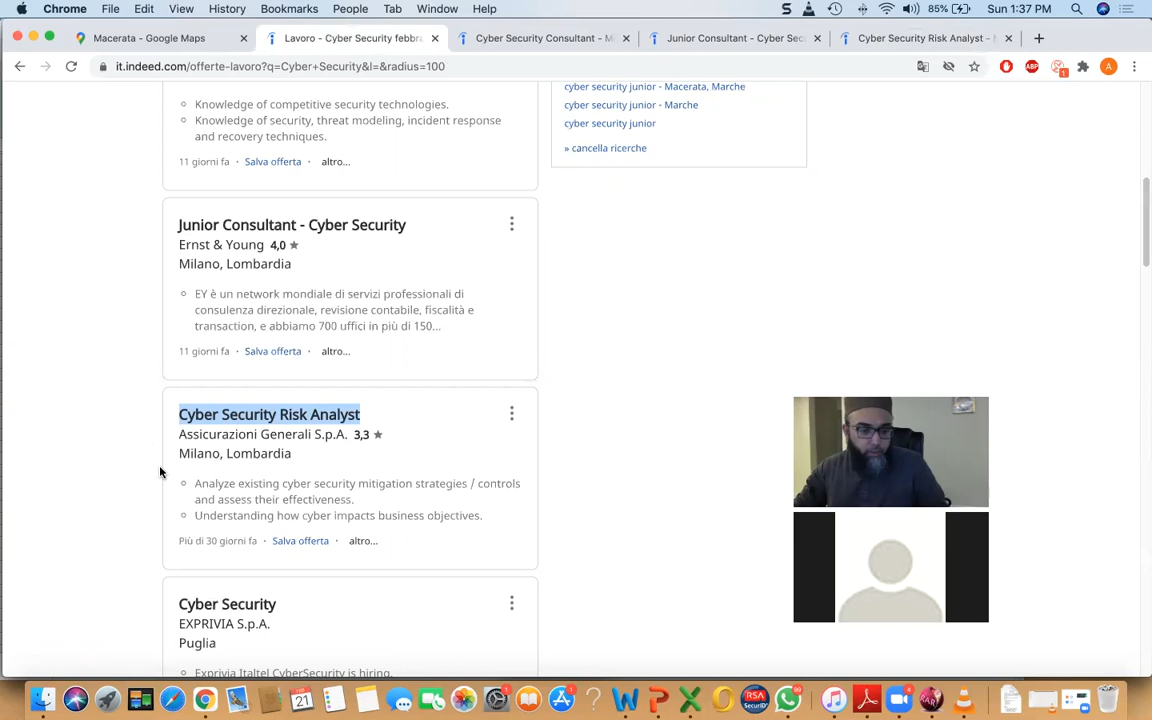 Chrome File Edit View History Bookmarks People Tab Window Help 85% Sun 1:37 PM
Macerata - Google Maps
Lavoro - Cyber Security febbra
Cyber Security Consultant - M
Junior Consultant - Cyber Sec
Cyber Security Risk Analyst -
it.indeed.com/offerte-lavoro?q=Cyber+Security&l=&radius=100
ABP
1
A
Knowledge of competitive security technologies.
Knowledge of security, threat modeling, incident response
and recovery techniques.
11 giorni fa · Salva offerta · altro...
cyber security junior - Macerata, Marche
cyber security junior - Marche
cyber security junior
» cancella ricerche
Junior Consultant - Cyber Security
Ernst & Young 4,0
Milano, Lombardia
EY è un network mondiale di servizi professionali di
consulenza direzionale, revisione contabile, fiscalità e
transaction, e abbiamo 700 uffici in più di 150...
11 giorni fa · Salva offerta · altro...
Cyber Security Risk Analyst
Assicurazioni Generali S.p.A. 3,3
Milano, Lombardia
Analyze existing cyber security mitigation strategies / controls
and assess their effectiveness.
Understanding how cyber impacts business objectives.
Più di 30 giorni fa · Salva offerta · altro...
Cyber Security
EXPRIVIA S.p.A.
Puglia
Exprivia Italtel CyberSecurity is hiring.
21
RSA
SecurID